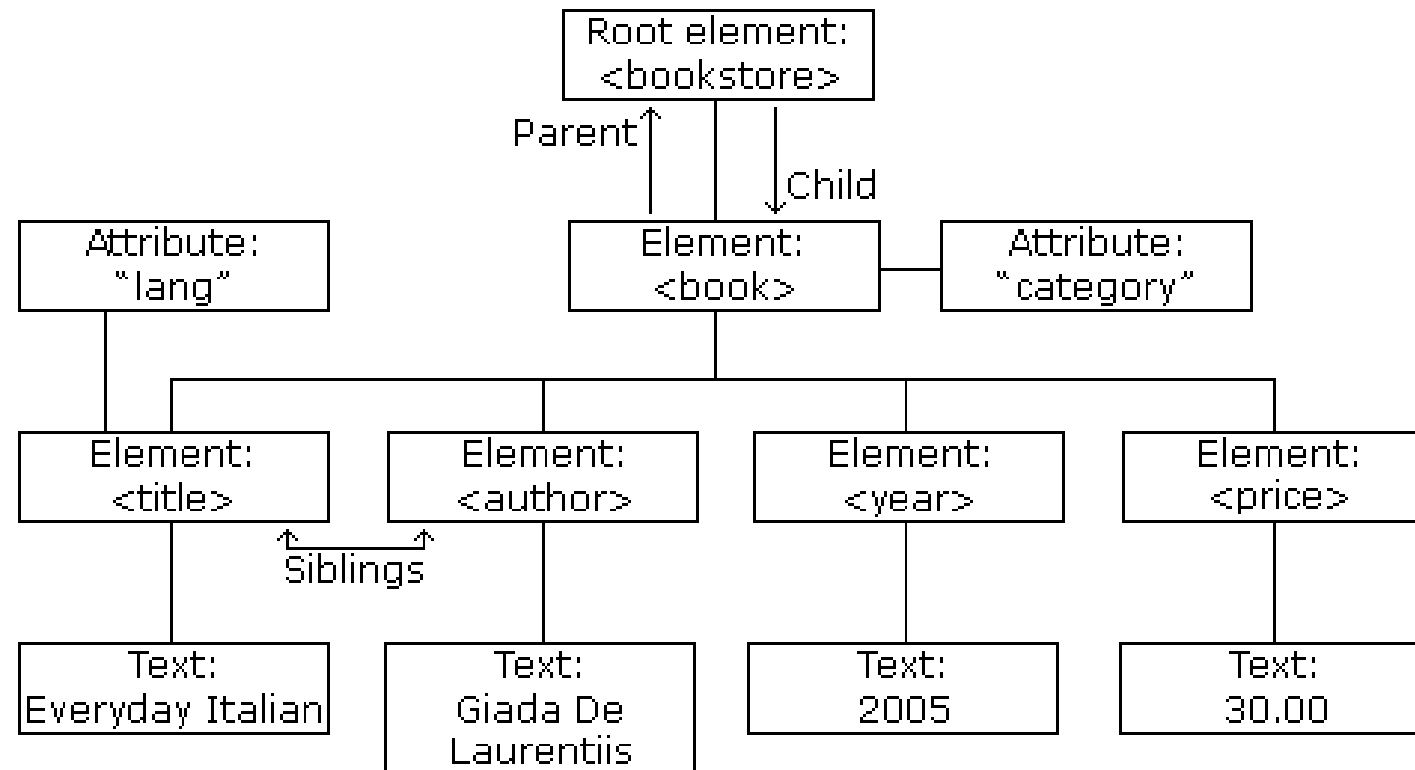 Root element:
<bookstore>
Parent
Child
Attribute:
“lang”
Element:
<book>
Attribute:
“category”
Element:
<title>
Element:
<author>
Element:
<year>
Element:
<price>
Siblings
Text:
Everyday Italian
Text:
Giada De
Laurentiis
Text:
2005
Text:
30.00